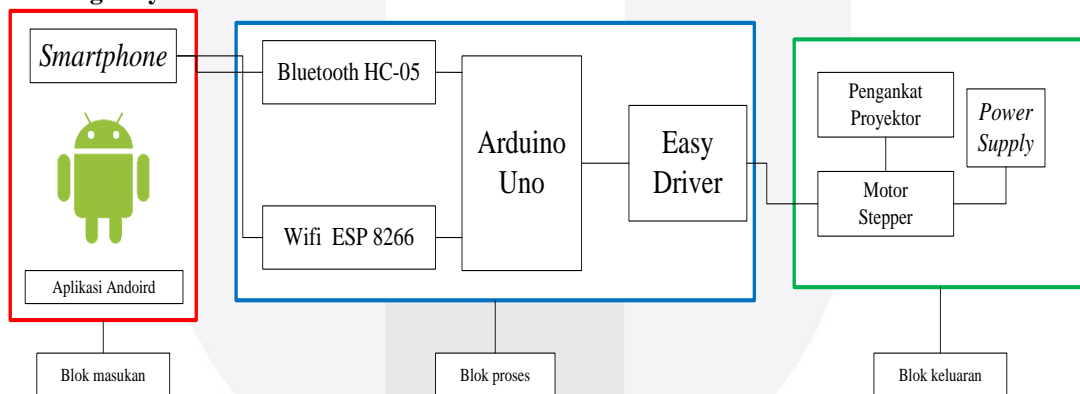 Smartphone
Aplikasi Andoird
Blok masukan
Bluetooth HC-05
Wifi ESP 8266
Arduino
Uno
Easy
Driver
Blok proses
Pengankat
Proyektor
Power
Supply
Motor
Stepper
Blok keluaran